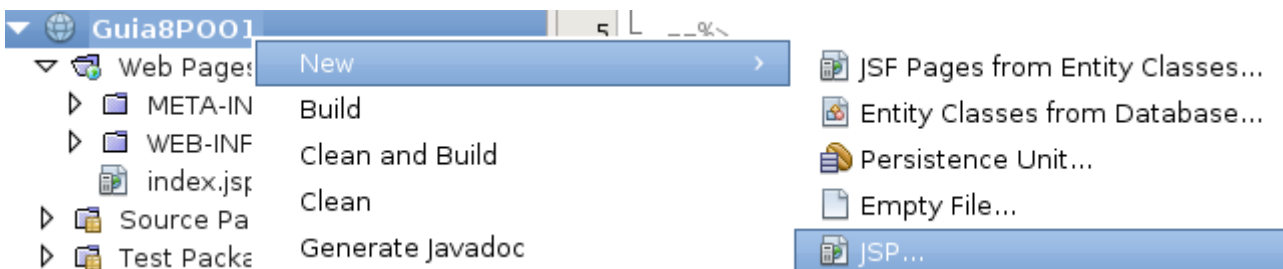 Guia8POO1
Web Pages
META-IN
WEB-INF
index.jsp
Source Pa
Test Packa
5
--%>
New
Build
Clean and Build
Clean
Generate Javadoc
JSF Pages from Entity Classes...
Entity Classes from Database...
Persistence Unit...
Empty File...
JSP...